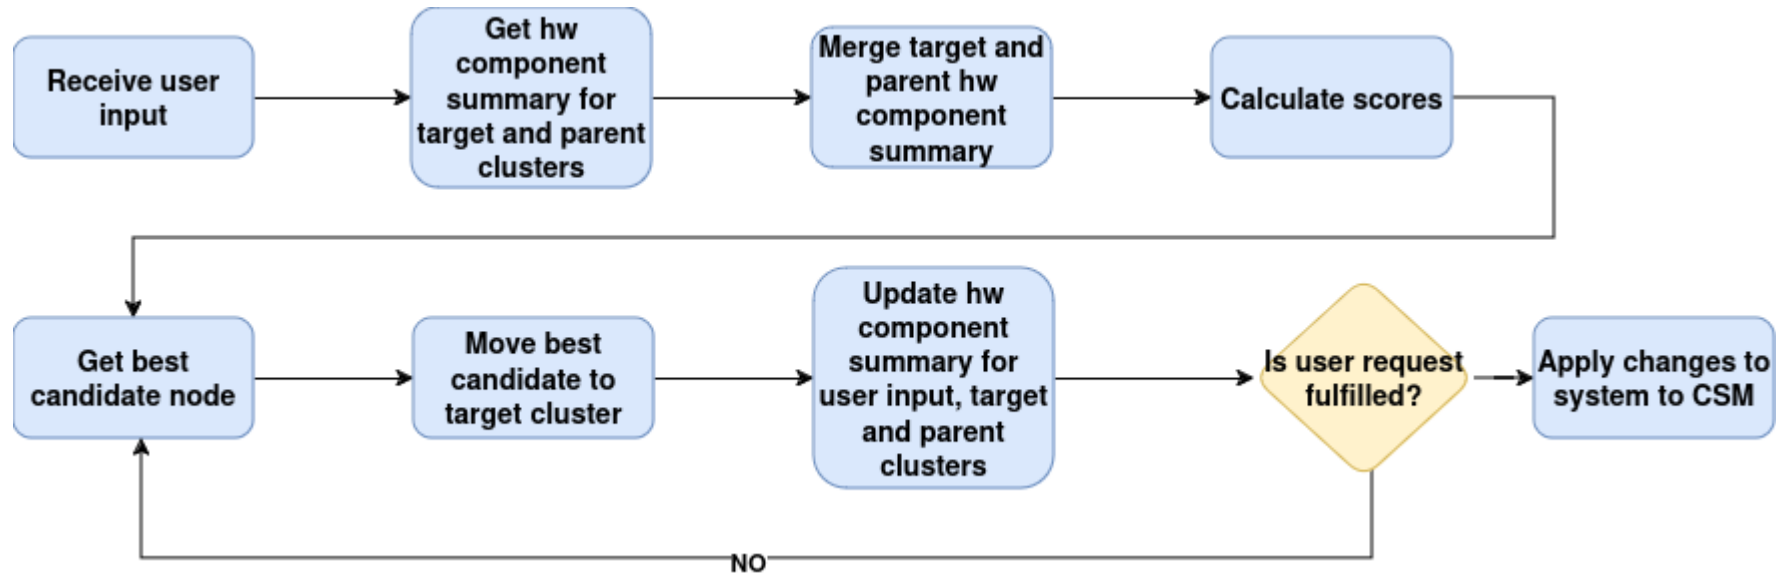 Receive user
input
Get hw
component
summary for
target and parent
clusters
Merge target and
parent hw
component
summary
Calculate scores
Get best
candidate node
Move best
candidate to
target cluster
Update hw
component
summary for
user input, target
and parent
clusters
Is user request
fulfilled?
Apply changes to
system to CSM
NO